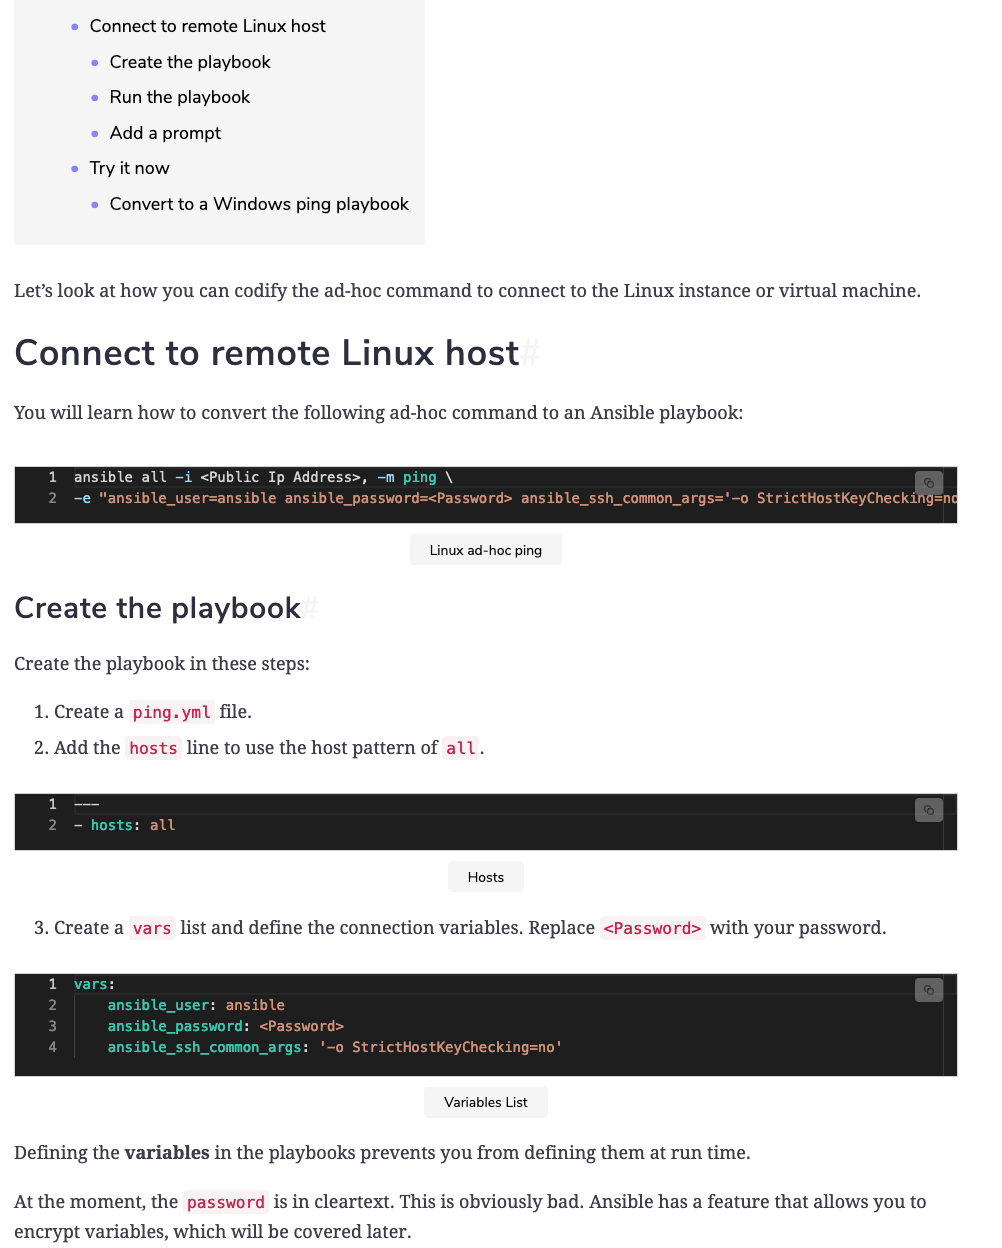 Connect to remote Linux host
Create the playbook
Run the playbook
Add a prompt
Try it now
Convert to a Windows ping playbook
Let’s look at how you can codify the ad-hoc command to connect to the Linux instance or virtual machine.
Connect to remote Linux host#
You will learn how to convert the following ad-hoc command to an Ansible playbook:
1 ansible all -i <Public Ip Address>, -m ping \
2 -e "ansible_user=ansible ansible_password=<Password> ansible_ssh_common_args='-o StrictHostKeyChecking=no
Linux ad-hoc ping
Create the playbook#
Create the playbook in these steps:
1. Create a ping.yml file.
2. Add the hosts line to use the host pattern of all.
1 ---
2 - hosts: all
Hosts
3. Create a vars list and define the connection variables. Replace <Password> with your password.
1 vars:
2 ansible_user: ansible
3 ansible_password: <Password>
4 ansible_ssh_common_args: '-o StrictHostKeyChecking=no'
Variables List
Defining the variables in the playbooks prevents you from defining them at run time.
At the moment, the password is in cleartext. This is obviously bad. Ansible has a feature that allows you to
encrypt variables, which will be covered later.